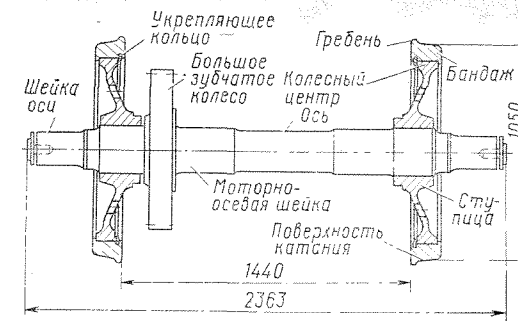 Укрепляющее
кольцо
Гребень
Большое
зубчатое
колесо
Колесный
центр
Бандаж
Шейка
оси
Ось
1050
Моторно-
осевая шейка
Сту-
пица
Поверхность
катания
1440
2363